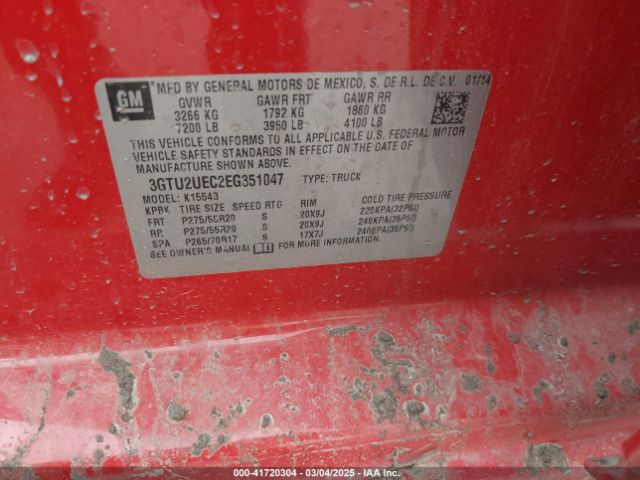 GM
MFD BY GENERAL MOTORS DE MEXICO, S. DE R.L. DE C.V. 01/14
GVWR GAWR FRT GAWR RR
3266 KG 1792 KG 1860 KG
7200 LB 3950 LB 4100 LB
THIS VEHICLE CONFORMS TO ALL APPLICABLE U.S. FEDERAL MOTOR
VEHICLE SAFETY STANDARDS IN EFFECT ON THE DATE OF
MANUFACTURE SHOWN ABOVE.
3GTU2UEC2EG351047 TYPE: TRUCK
MODEL: K15543
KPBK TIRE SIZE SPEED RTG RIM COLD TIRE PRESSURE
FRT P275/55R20 S 20X9J 220KPA(32PSI)
RR P275/55R20 S 20X9J 240KPA(35PSI)
SPA P265/70R17 S 17X7J 240KPA(35PSI)
SEE OWNER'S MANUAL
000-41720304 - 03/04/2025 - IAA Inc.